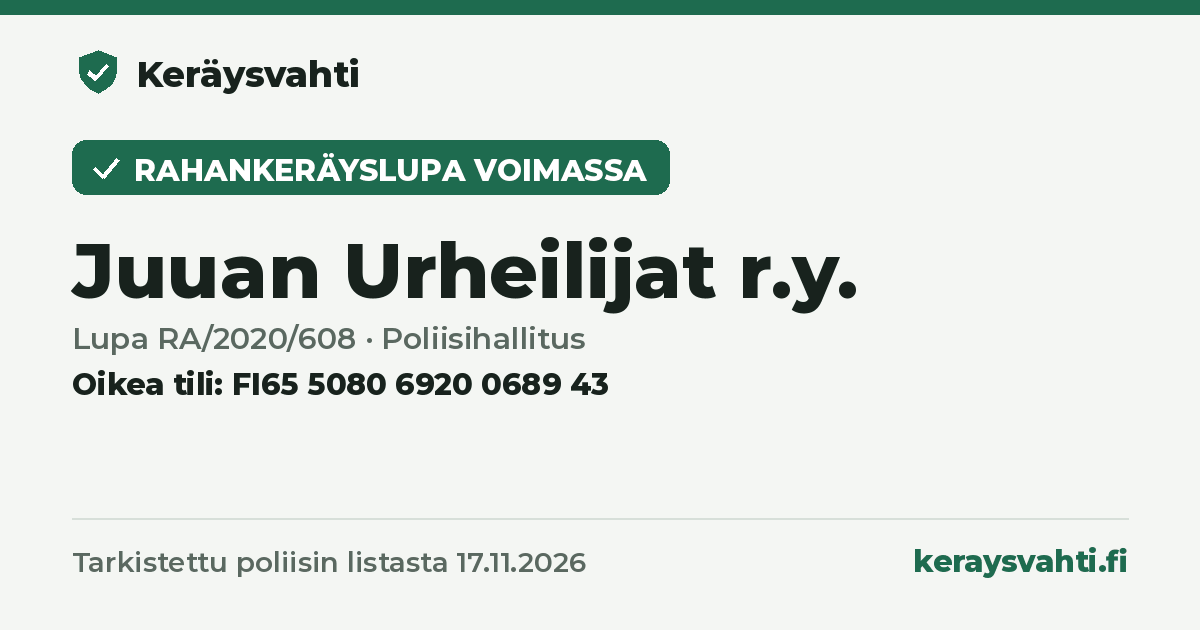 Keräysvahti
RAHANKERÄYSLUPA VOIMASSA
Juuan Urheilijat r.y.
Lupa RA/2020/608 · Poliisihallitus
Oikea tili: FI65 5080 6920 0689 43
Tarkistettu poliisin listasta 17.11.2026
keraysvahti.fi